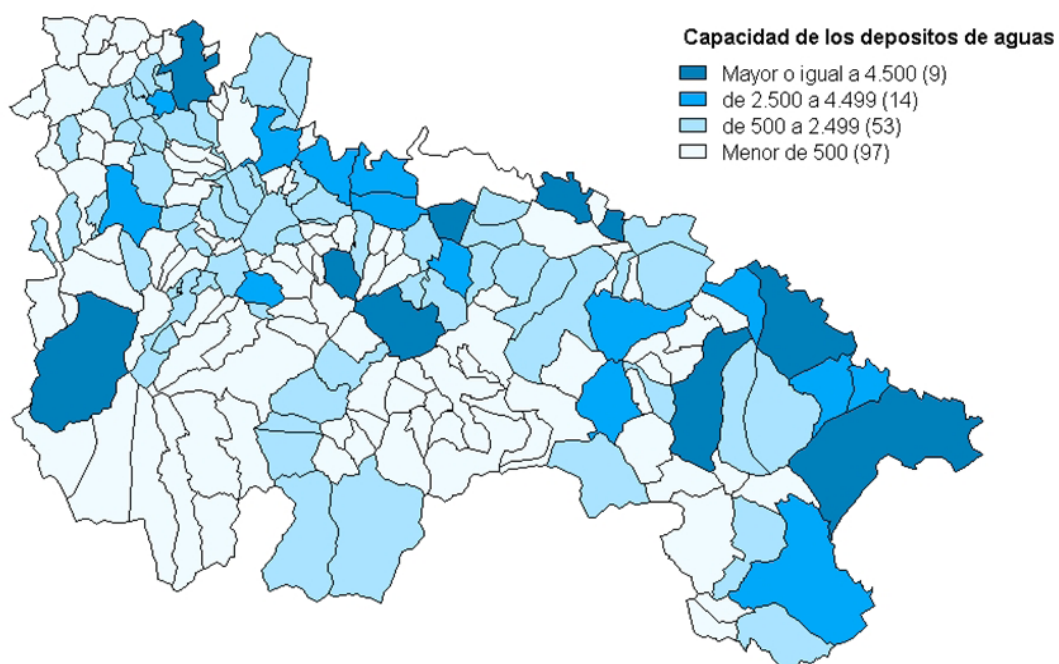 Capacidad de los depositos de aguas
Mayor o igual a 4.500 (9)
de 2.500 a 4.499 (14)
de 500 a 2.499 (53)
Menor de 500 (97)